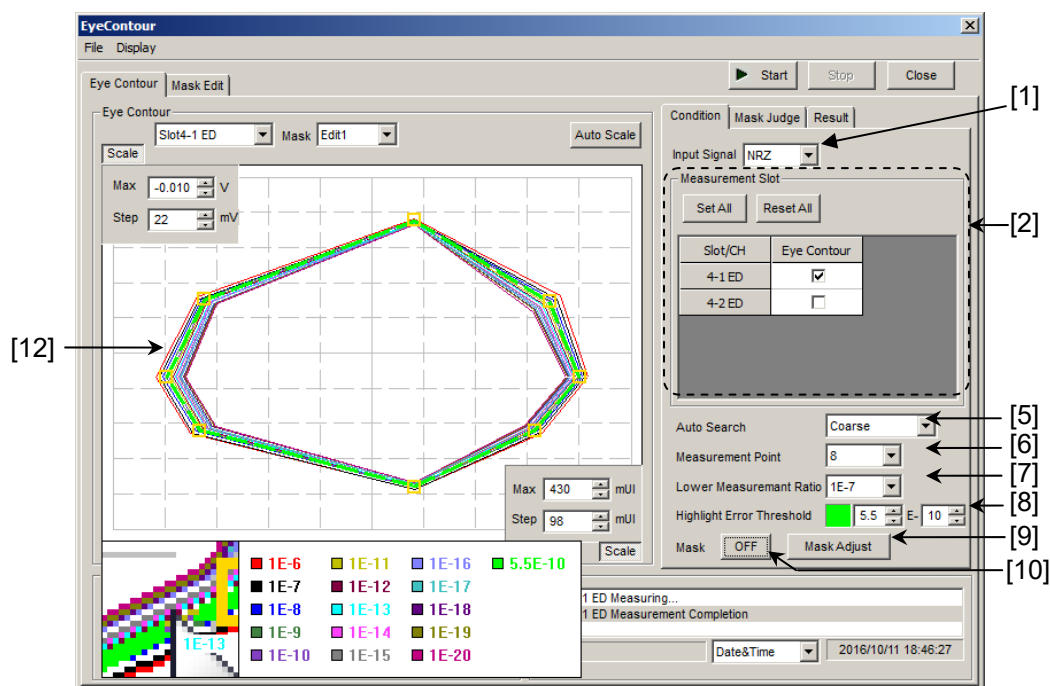 EyeContour
File Display
Eye Contour Mask Edit
Start Stop Close
[1]
Eye Contour
Slot4-1 ED Mask Edit1 Auto Scale
Scale
Max -0.010 V
Step 22 mV
Condition Mask Judge Result
Input Signal NRZ
Measurement Slot
Set All Reset All
[2]
Slot/CH Eye Contour
4-1 ED
4-2 ED
[12]
Auto Search Coarse [5]
Measurement Point 8 [6]
Lower Measuremant Ratio 1E-7 [7]
Highlight Error Threshold 5.5 E- 10 [8]
Mask OFF Mask Adjust [9]
[10]
Max 430 mUI
Step 98 mUI
Scale
1E-6 1E-11 1E-16 5.5E-10
1E-7 1E-12 1E-17
1E-8 1E-13 1E-18
1E-9 1E-14 1E-19
1E-10 1E-15 1E-20
1E-13
1 ED Measuring...
1 ED Measurement Completion
Date&Time 2016/10/11 18:46:27